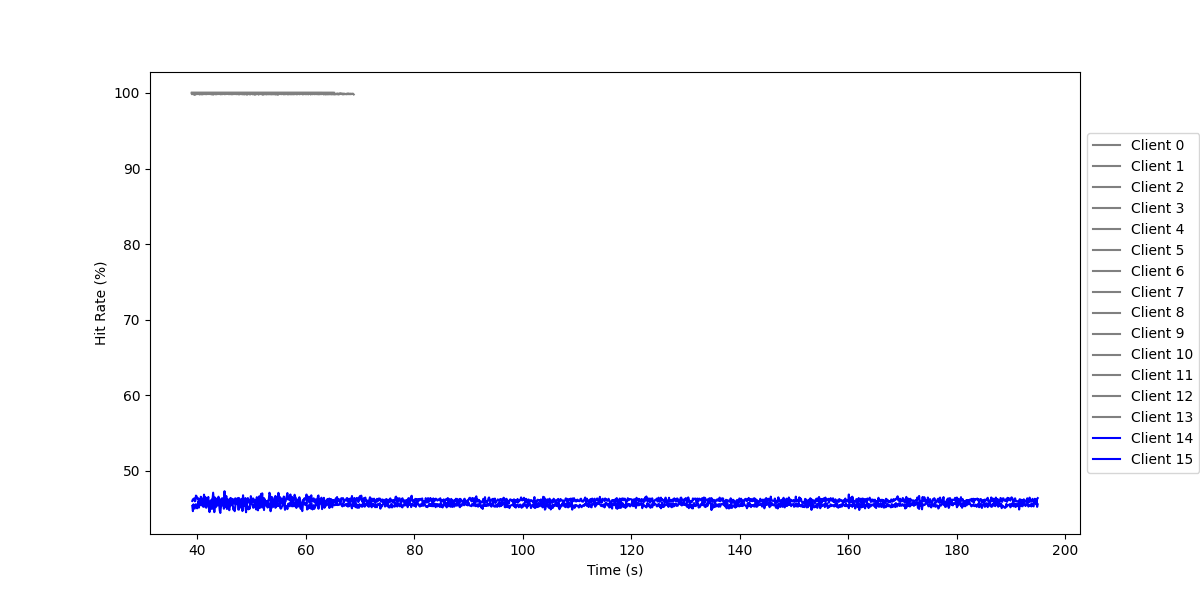 100
90
80
70
60
50
Hit Rate (%)
40 60 80 100 120 140 160 180 200
Time (s)
Client 0
Client 1
Client 2
Client 3
Client 4
Client 5
Client 6
Client 7
Client 8
Client 9
Client 10
Client 11
Client 12
Client 13
Client 14
Client 15